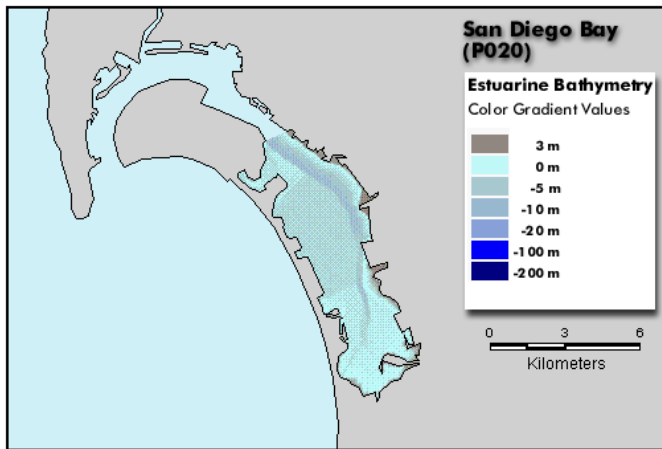 San Diego Bay
(P020)
Estuarine Bathymetry
Color Gradient Values
3 m
0 m
-5 m
-10 m
-20 m
-100 m
-200 m
0 3 6
Kilometers